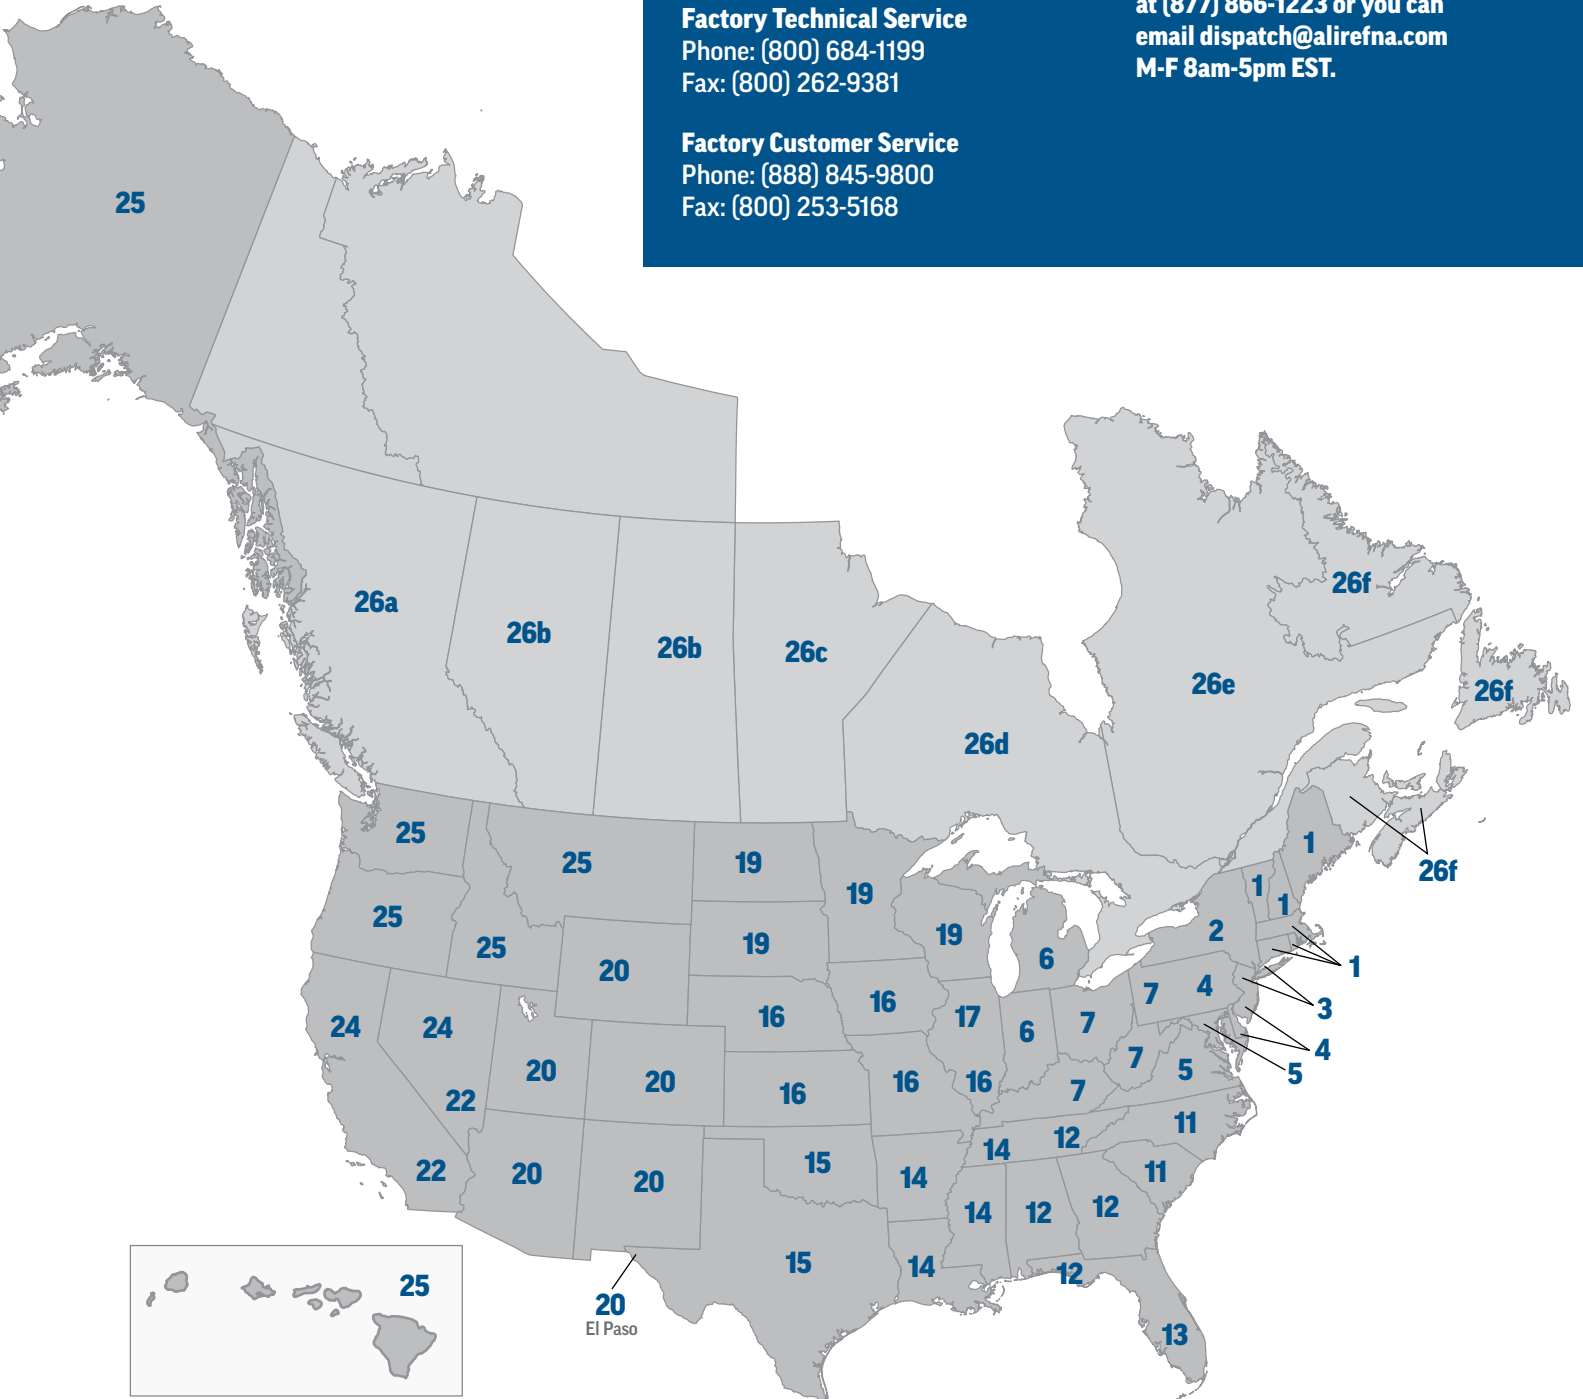 Factory Technical Service
Phone: (800) 684-1199
Fax: (800) 262-9381
Factory Customer Service
Phone: (888) 845-9800
Fax: (800) 253-5168
at (877) 866-1223 or you can
email dispatch@alirefna.com
M-F 8am-5pm EST.
25
26a
26b
26b
26c
26d
26e
26f
26f
26f
25
25
25
25
19
19
19
19
20
24
24
22
22
20
20
20
20
20
El Paso
16
16
16
16
16
17
6
6
7
7
7
7
4
2
1
1
1
1
3
4
5
5
11
11
12
12
12
12
13
14
14
14
14
15
15
25